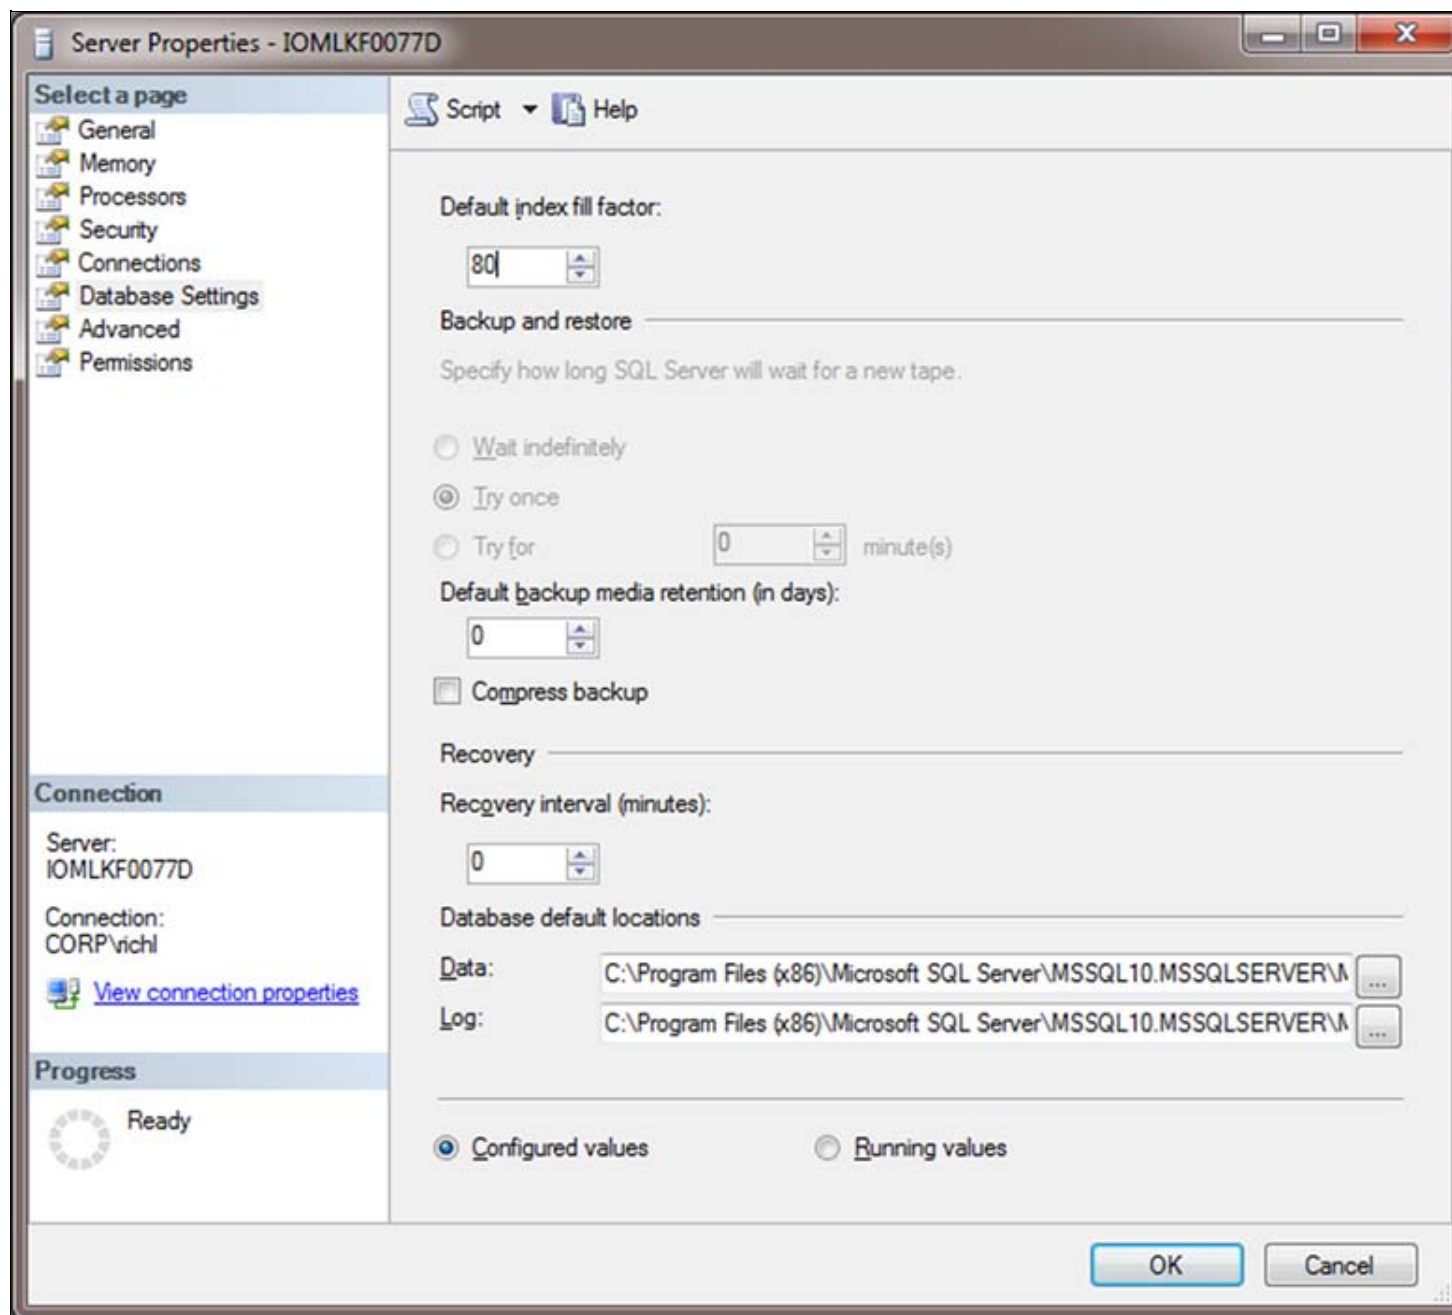 Server Properties - IOMLKF0077D
Select a page
General
Memory
Processors
Security
Connections
Database Settings
Advanced
Permissions
Connection
Server:
IOMLKF0077D
Connection:
CORP\richl
View connection properties
Progress
Ready
Script Help
Default index fill factor:
80
Backup and restore
Specify how long SQL Server will wait for a new tape.
Wait indefinitely
Try once
Try for 0 minute(s)
Default backup media retention (in days):
0
Compress backup
Recovery
Recovery interval (minutes):
0
Database default locations
Data: C:\Program Files (x86)\Microsoft SQL Server\MSSQL10.MSSQLSERVER\M ...
Log: C:\Program Files (x86)\Microsoft SQL Server\MSSQL10.MSSQLSERVER\M ...
Configured values Running values
OK Cancel